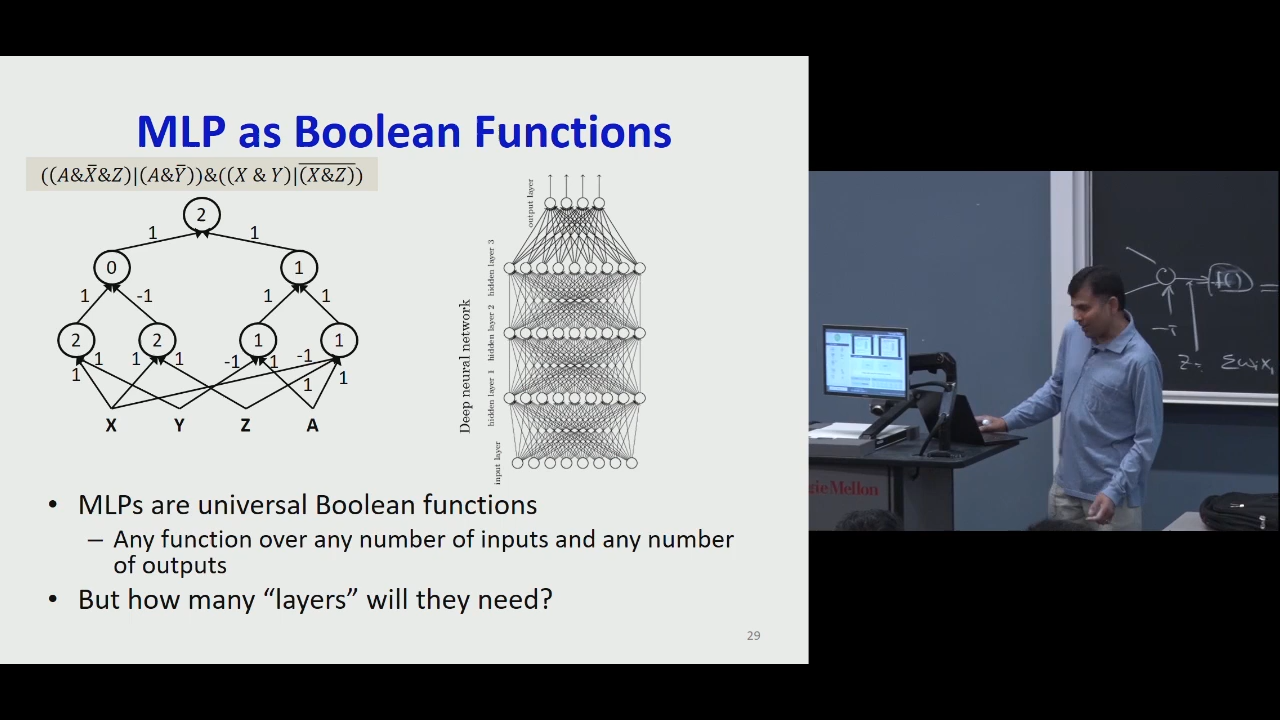 MLP as Boolean Functions
((A&X̄&Z)|(A&Ȳ))&((X & Y)|\overline{(X&Z)})
2
1 1
0 1
1 -1 1 1
2 2 1 1
1 1 1 1 -1 1 -1 1 1
X Y Z A
output layer
hidden layer 3
hidden layer 2
hidden layer 1
input layer
Deep neural network
• MLPs are universal Boolean functions
– Any function over any number of inputs and any number
of outputs
• But how many “layers” will they need?
29
-T
Z = Σwᵢxᵢ
Mellon